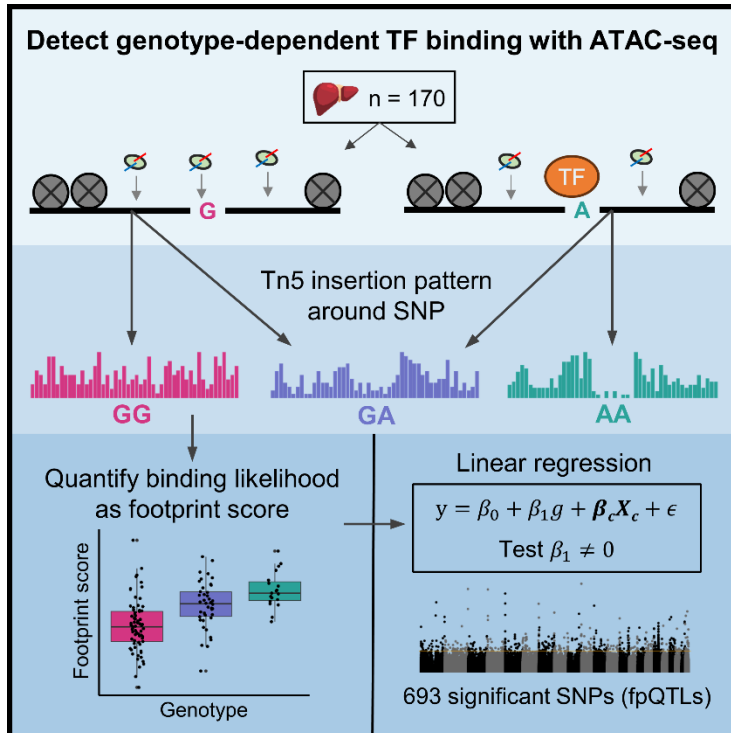 Detect genotype-dependent TF binding with ATAC-seq
n = 170
TF
G
A
Tn5 insertion pattern
around SNP
GG
GA
AA
Quantify binding likelihood
as footprint score
Footprint score
Genotype
Linear regression
y = β₀ + β₁g + β_cX_c + ϵ
Test β₁ ≠ 0
693 significant SNPs (fpQTLs)